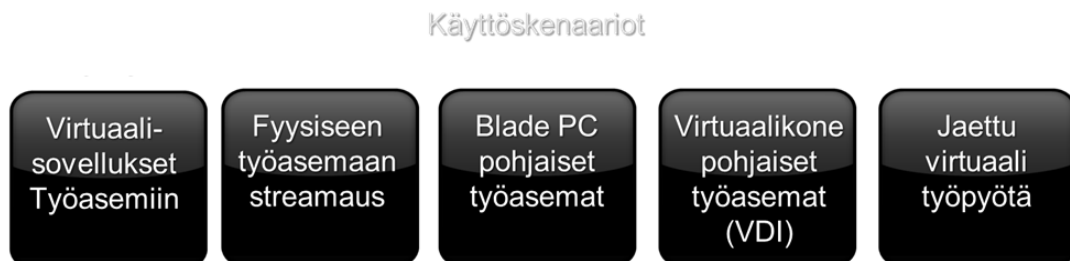 Käyttöskenaariot
Virtuaali-
sovellukset
Työasemiin
Fyysiseen
työasemaan
streamaus
Blade PC
pohjaiset
työasemat
Virtuaalikone
pohjaiset
työasemat
(VDI)
Jaettu
virtuaali
työpyötä